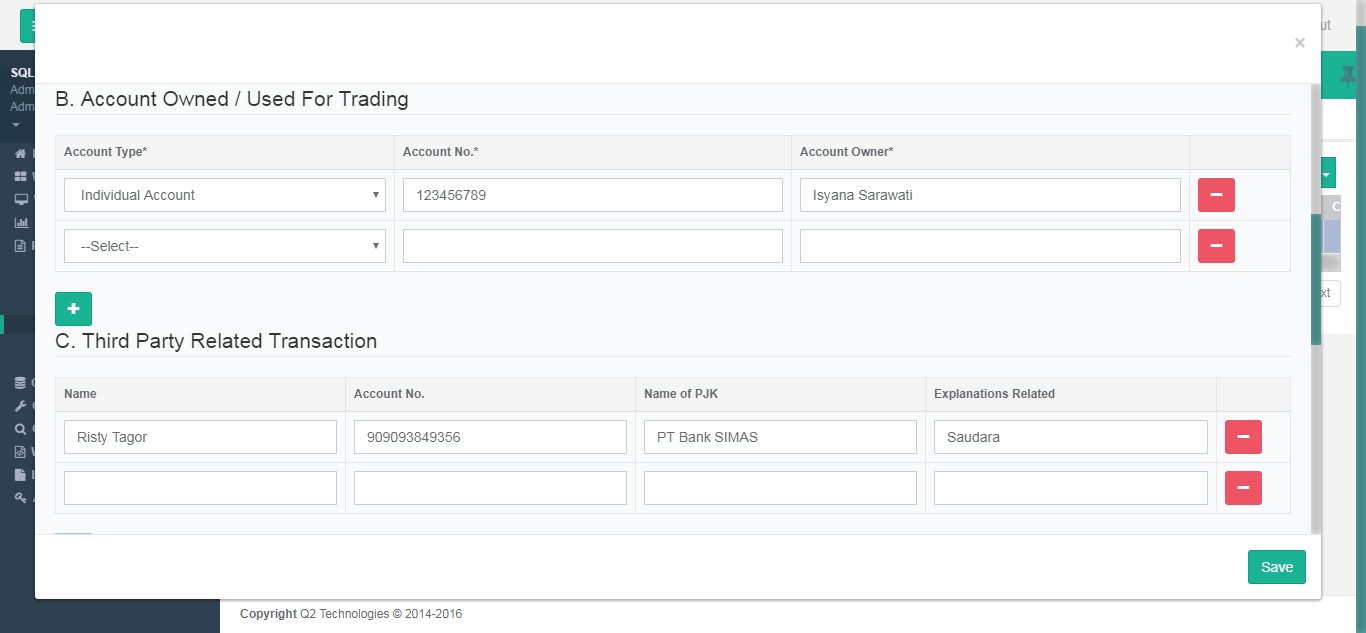 ut
SQL
Adm
Adm
B. Account Owned / Used For Trading
Account Type* Account No.* Account Owner*
Individual Account 123456789 Isyana Sarawati
--Select--
C
xt
C. Third Party Related Transaction
Name Account No. Name of PJK Explanations Related
Risty Tagor 909093849356 PT Bank SIMAS Saudara
Save
Copyright Q2 Technologies © 2014-2016